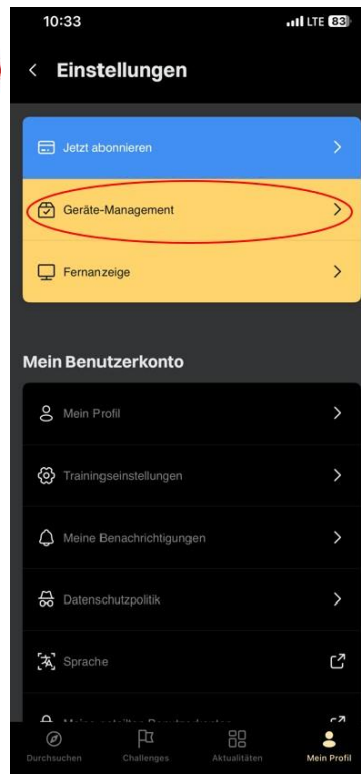 10:33
LTE 83
Einstellungen
Jetzt abonnieren
Geräte-Management
Fernanzeige
Mein Benutzerkonto
Mein Profil
Trainingseinstellungen
Meine Benachrichtigungen
Datenschutzpolitik
Sprache
Durchsuchen
Challenges
Aktualitäten
Mein Profil